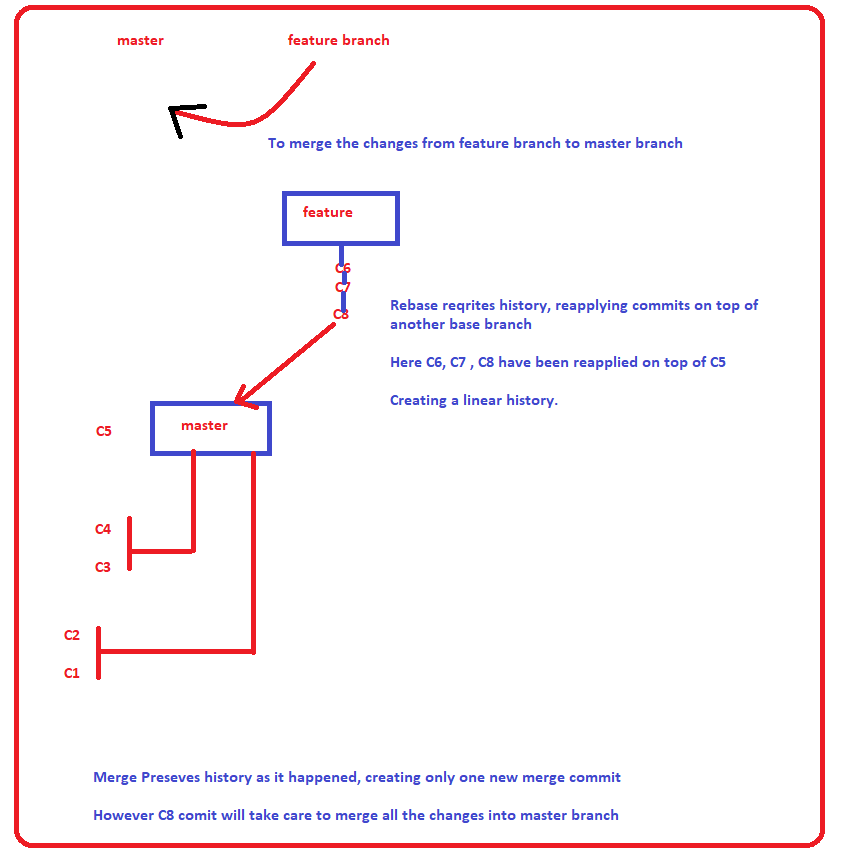 master
feature branch
To merge the changes from feature branch to master branch
feature
C6
C7
C8
Rebase reqrites history, reapplying commits on top of
another base branch
Here C6, C7 , C8 have been reapplied on top of C5
Creating a linear history.
master
C5
C4
C3
C2
C1
Merge Preseves history as it happened, creating only one new merge commit
However C8 comit will take care to merge all the changes into master branch